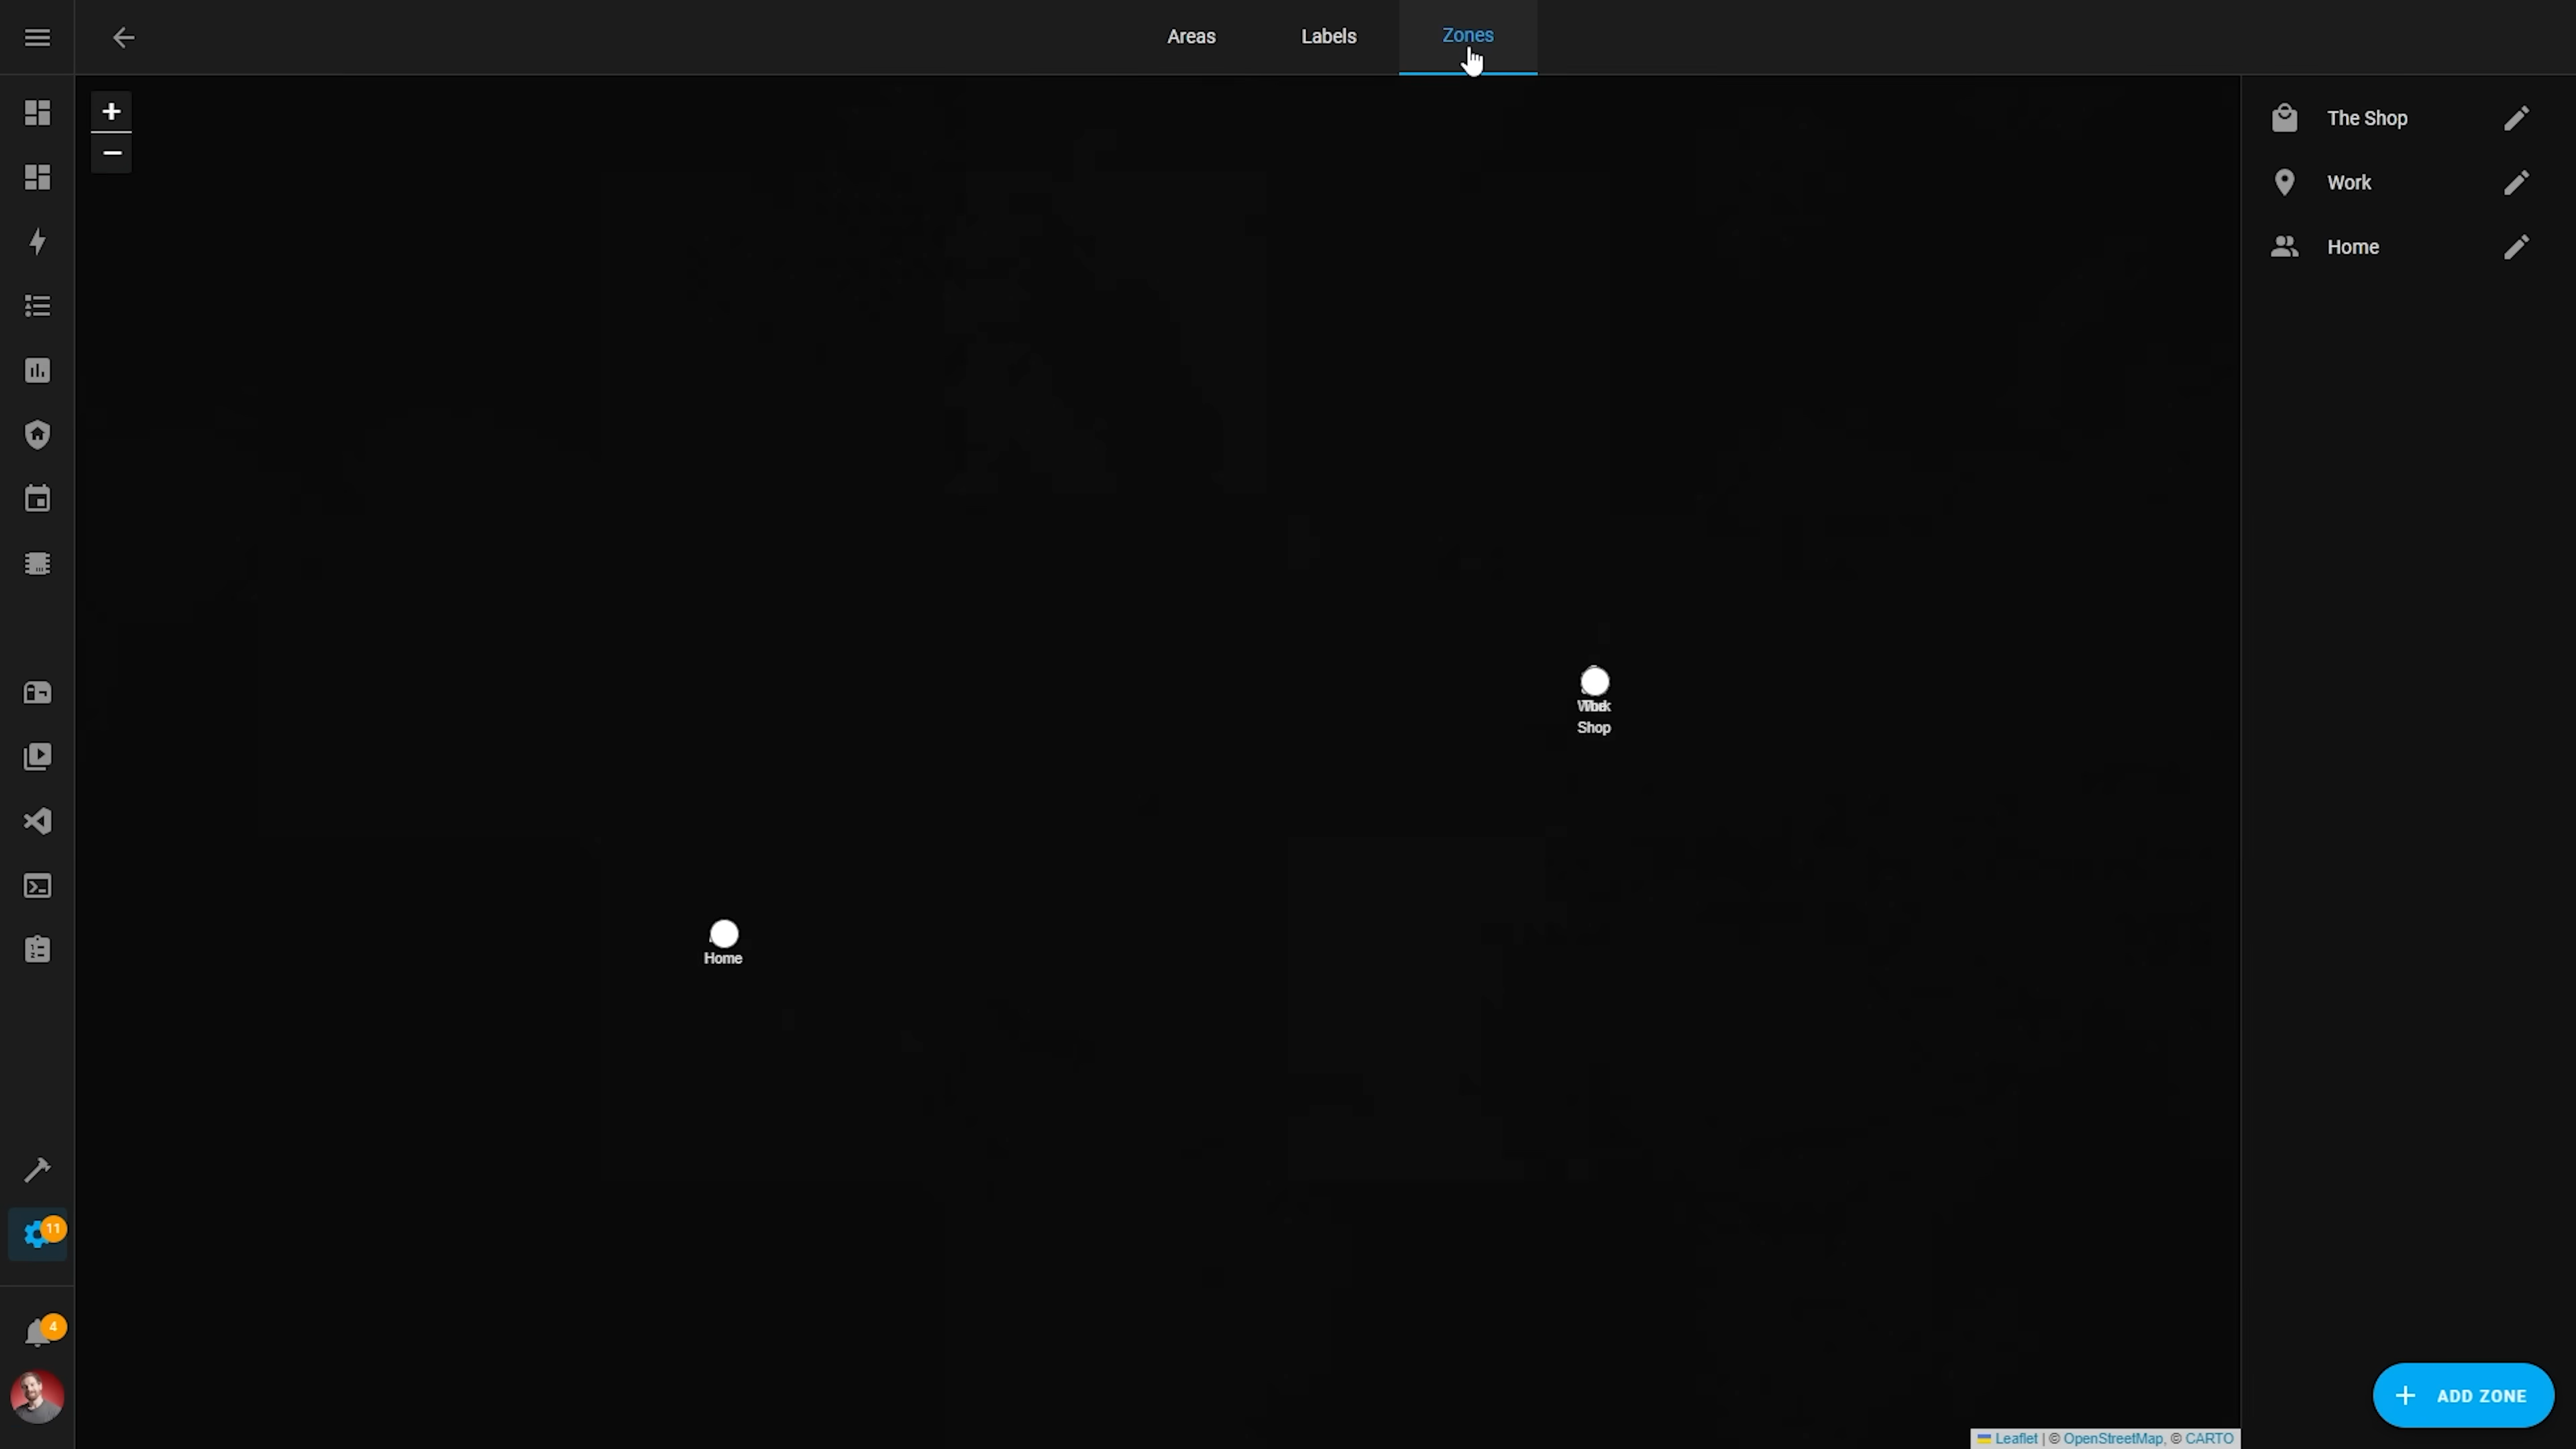 Areas
Labels
Zones
+
−
The Shop
Work
Home
Shop
Home
11
4
+ ADD ZONE
Leaflet | © OpenStreetMap, © CARTO